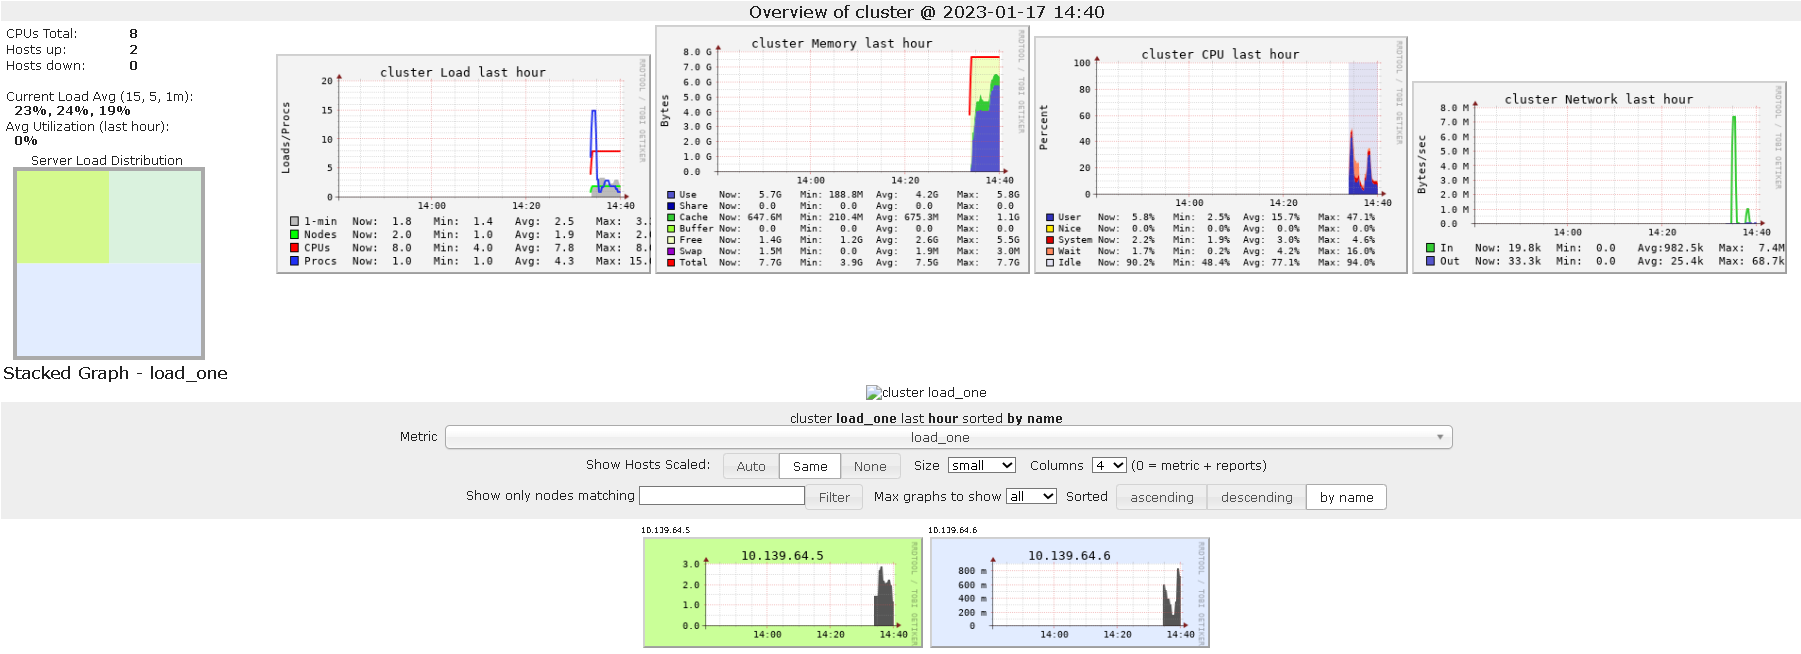 Overview of cluster @ 2023-01-17 14:40
CPUs Total: 8
Hosts up: 2
Hosts down: 0
Current Load Avg (15, 5, 1m):
23%, 24%, 19%
Avg Utilization (last hour):
0%
Server Load Distribution
cluster Load last hour
RRDTOOL / TOBI OETIKER
Loads/Procs
20
15
10
5
0
14:00 14:20 14:40
1-min Now: 1.8 Min: 1.4 Avg: 2.5 Max: 3.
Nodes Now: 2.0 Min: 1.0 Avg: 1.9 Max: 2.
CPUs Now: 8.0 Min: 4.0 Avg: 7.8 Max: 8.
Procs Now: 1.0 Min: 1.0 Avg: 4.3 Max: 15.
cluster Memory last hour
RRDTOOL / TOBI OETIKER
Bytes
8.0 G
7.0 G
6.0 G
5.0 G
4.0 G
3.0 G
2.0 G
1.0 G
0.0
14:00 14:20 14:40
Use Now: 5.7G Min: 188.8M Avg: 4.2G Max: 5.8G
Share Now: 0.0 Min: 0.0 Avg: 0.0 Max: 0.0
Cache Now: 647.6M Min: 210.4M Avg: 675.3M Max: 1.1G
Buffer Now: 0.0 Min: 0.0 Avg: 0.0 Max: 0.0
Free Now: 1.4G Min: 1.2G Avg: 2.6G Max: 5.5G
Swap Now: 1.5M Min: 0.0 Avg: 1.9M Max: 3.0M
Total Now: 7.7G Min: 3.9G Avg: 7.5G Max: 7.7G
cluster CPU last hour
RRDTOOL / TOBI OETIKER
Percent
100
80
60
40
20
0
14:00 14:20 14:40
User Now: 5.8% Min: 2.5% Avg: 15.7% Max: 47.1%
Nice Now: 0.0% Min: 0.0% Avg: 0.0% Max: 0.0%
System Now: 2.2% Min: 1.9% Avg: 3.0% Max: 4.6%
Wait Now: 1.7% Min: 0.2% Avg: 4.2% Max: 16.0%
Idle Now: 90.2% Min: 48.4% Avg: 77.1% Max: 94.0%
cluster Network last hour
RRDTOOL / TOBI OETIKER
Bytes/sec
8.0 M
7.0 M
6.0 M
5.0 M
4.0 M
3.0 M
2.0 M
1.0 M
0.0
14:00 14:20 14:40
In Now: 19.8k Min: 0.0 Avg:982.5k Max: 7.4M
Out Now: 33.3k Min: 0.0 Avg: 25.4k Max: 68.7k
Stacked Graph - load_one
cluster load_one
cluster load_one last hour sorted by name
Metric load_one
Show Hosts Scaled: Auto Same None Size small Columns 4 (0 = metric + reports)
Show only nodes matching Filter Max graphs to show all Sorted ascending descending by name
10.139.64.5
10.139.64.5
RRDTOOL / TOBI OETIKER
3.0
2.0
1.0
0.0
14:00 14:20 14:40
10.139.64.6
10.139.64.6
RRDTOOL / TOBI OETIKER
800 m
600 m
400 m
200 m
0
14:00 14:20 14:40